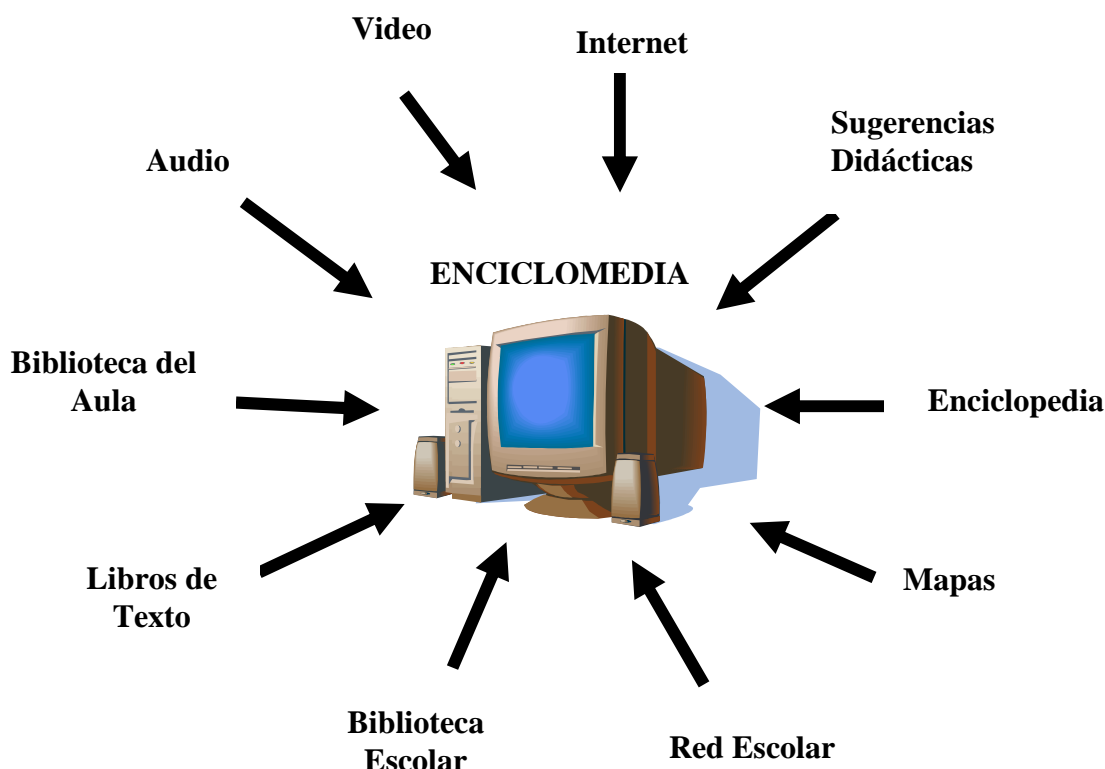 Video
Internet
Sugerencias
Didácticas
Audio
ENCICLOMEDIA
Biblioteca del
Aula
Enciclopedia
Libros de
Texto
Mapas
Biblioteca
Escolar
Red Escolar